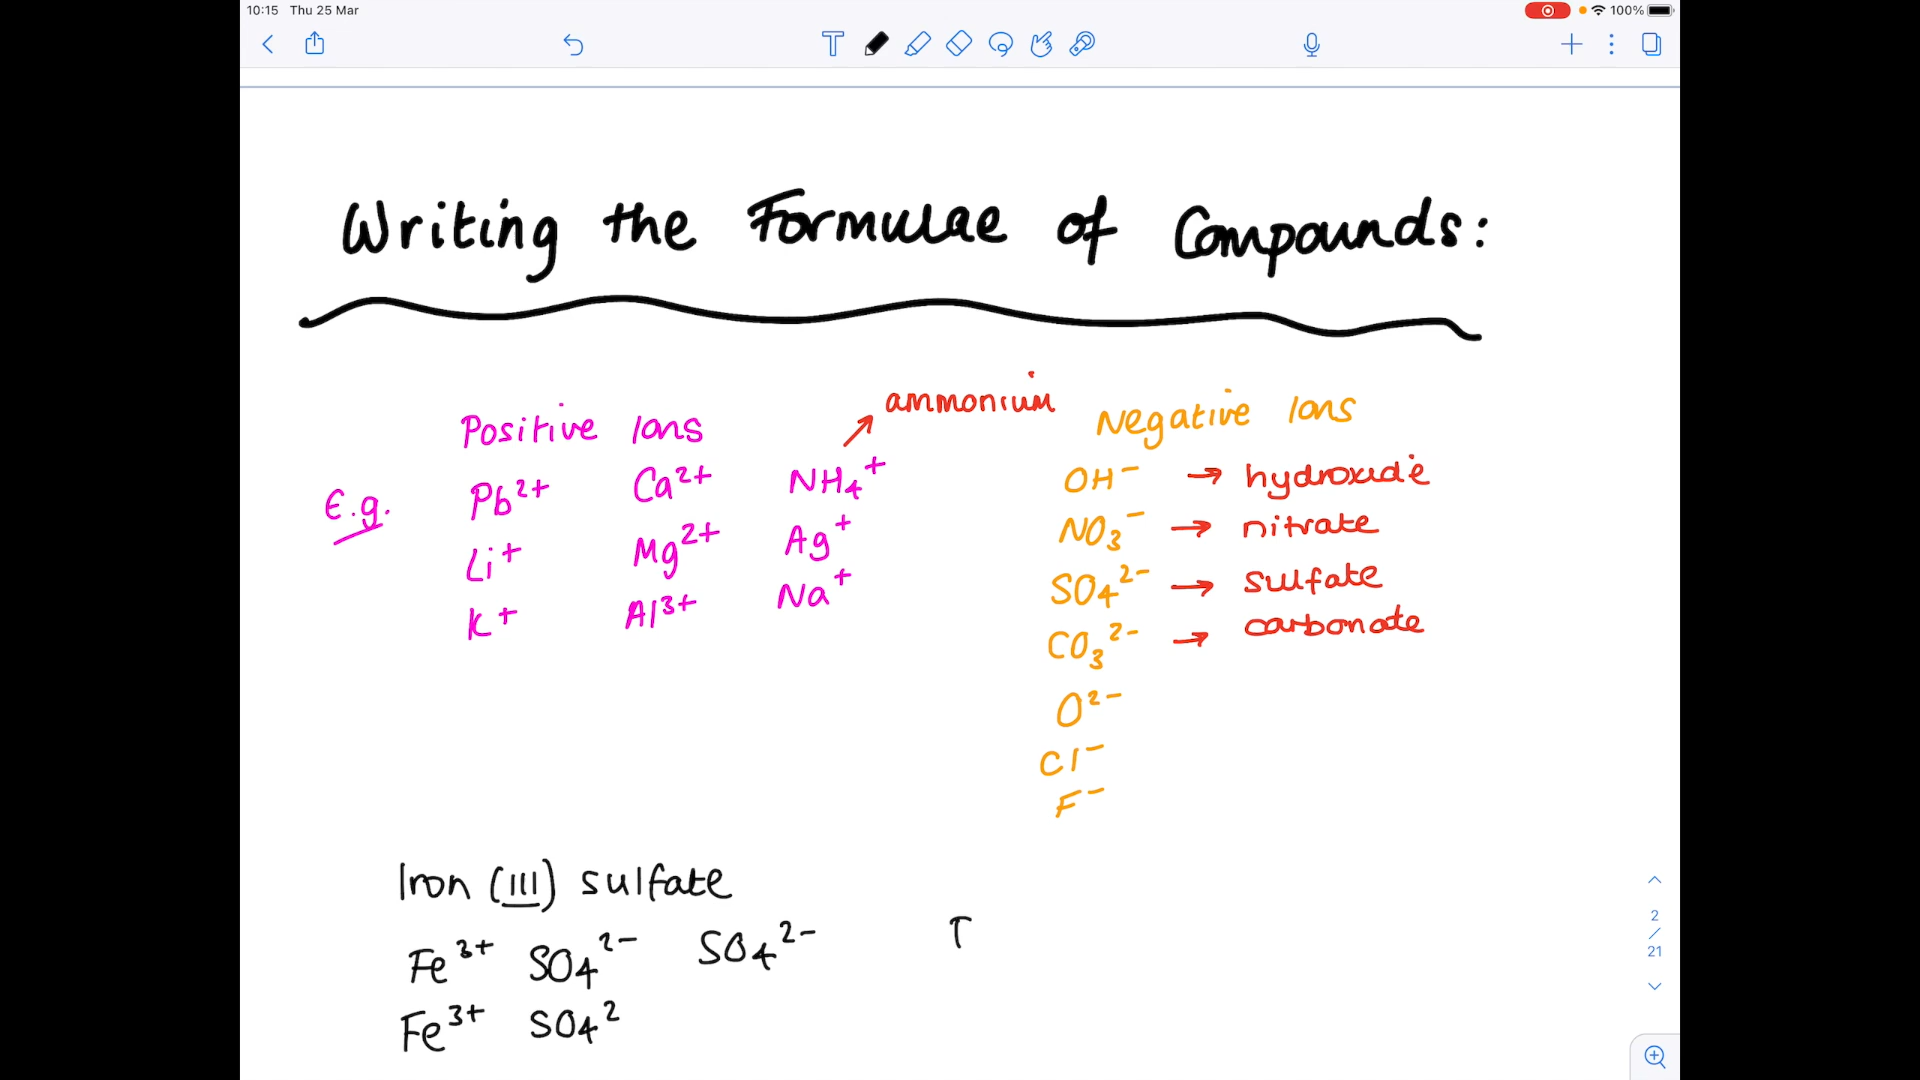 10:15 Thu 25 Mar
100%
Writing the Formulae of Compounds:
ammonium
Positive Ions
Negative Ions
E.g.
Pb²⁺ Ca²⁺ NH₄⁺
Li⁺ Mg²⁺ Ag⁺
K⁺ Al³⁺ Na⁺
OH⁻ → hydroxide
NO₃⁻ → nitrate
SO₄²⁻ → sulfate
CO₃²⁻ → carbonate
O²⁻
Cl⁻
F⁻
Iron (III) sulfate
Fe³⁺ SO₄²⁻ SO₄²⁻
Fe³⁺ SO₄²
2
/
21